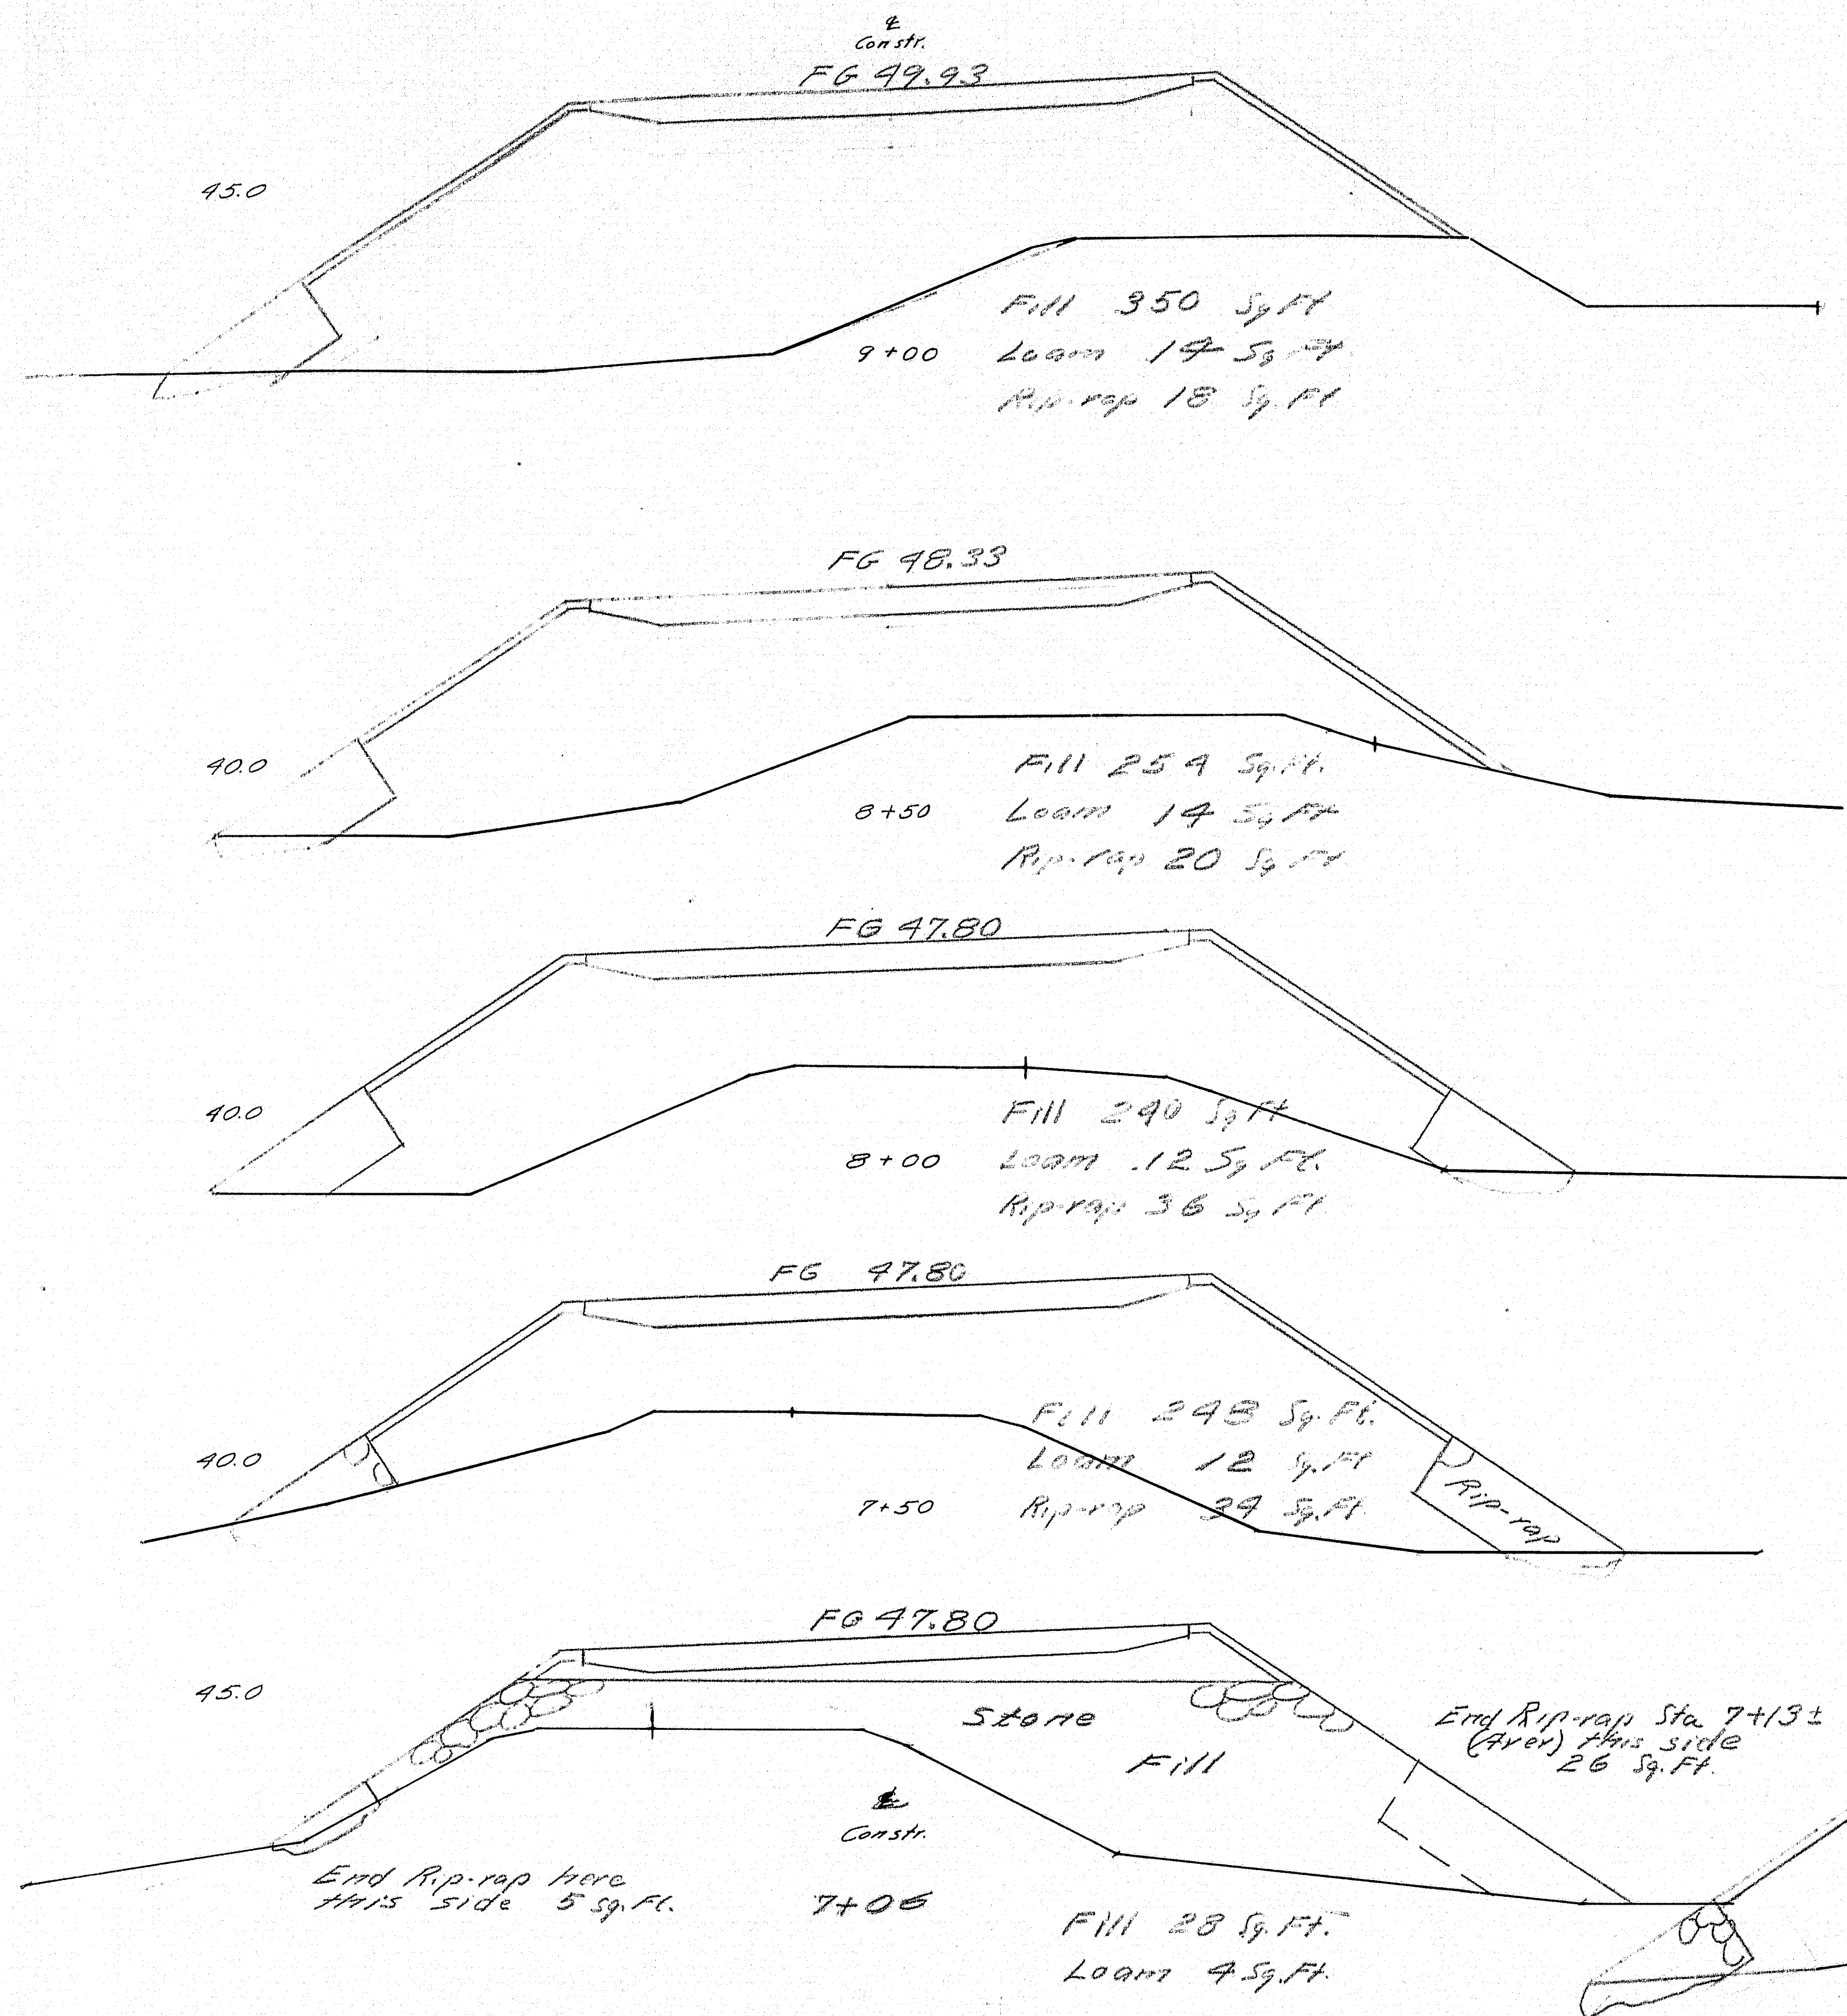 ℄
Constr.
FG 49.93
45.0
Fill 350 Sq Ft
9+00
Loam 14 Sq Ft
Rip-rap 18 Sq. Ft
FG 48.33
40.0
Fill 254 Sq. Ft.
8+50
Loam 14 Sq Ft
Rip-rap 20 Sq Ft
FG 47.80
40.0
Fill 240 Sq Ft
8+00
Loam 12 Sq Ft.
Rip-rap 36 Sq Ft.
FG 47.80
40.0
Fill 248 Sq. Ft.
Loam 12 Sq. Ft
7+50
Rip-rap 34 Sq. Ft.
Rip-rap
FG 47.80
45.0
Stone
Fill
End Rip-rap Sta 7+13±
(Aver) this side
26 Sq. Ft.
℄
Constr.
End Rip-rap here
this side 5 Sq. Ft.
7+06
Fill 28 Sq. Ft.
Loam 4 Sq. Ft.